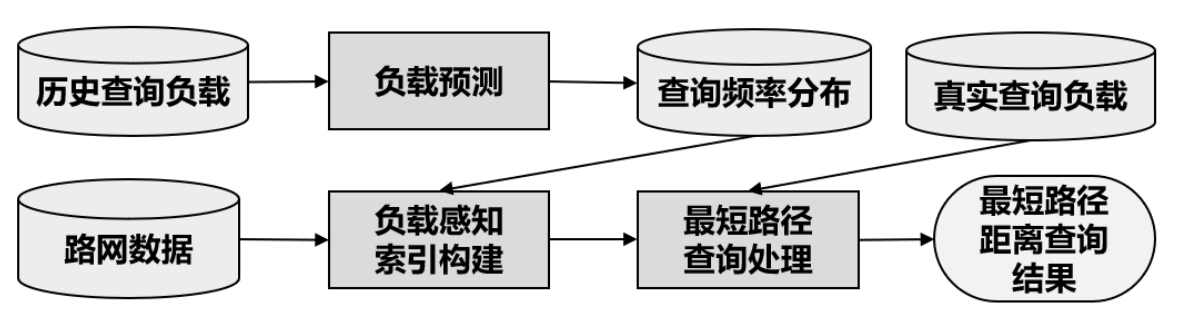 历史查询负载
负载预测
查询频率分布
真实查询负载
路网数据
负载感知
索引构建
最短路径
查询处理
最短路径
距离查询
结果